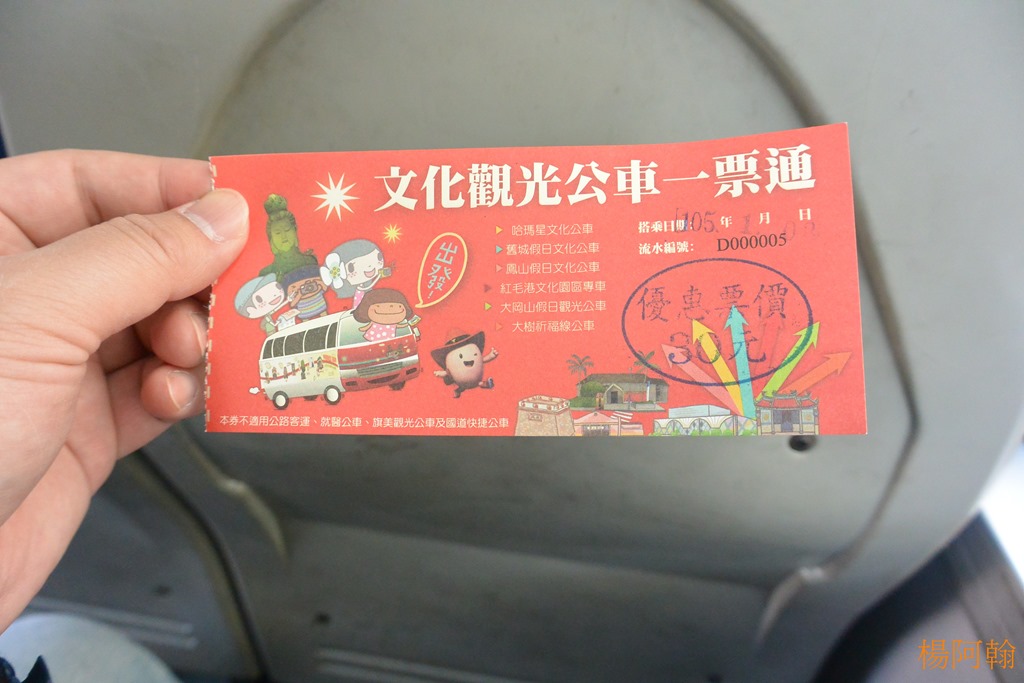 文化觀光公車一票通
哈瑪星文化公車
舊城假日文化公車
鳳山假日文化公車
紅毛港文化園區專車
大岡山假日觀光公車
大樹祈福線公車
出發!
搭乘日期: 105年 1月 日
流水編號: D000005
優惠票價
30元
本券不適用公路客運、就醫公車、旗美觀光公車及國道快捷公車
楊阿翰